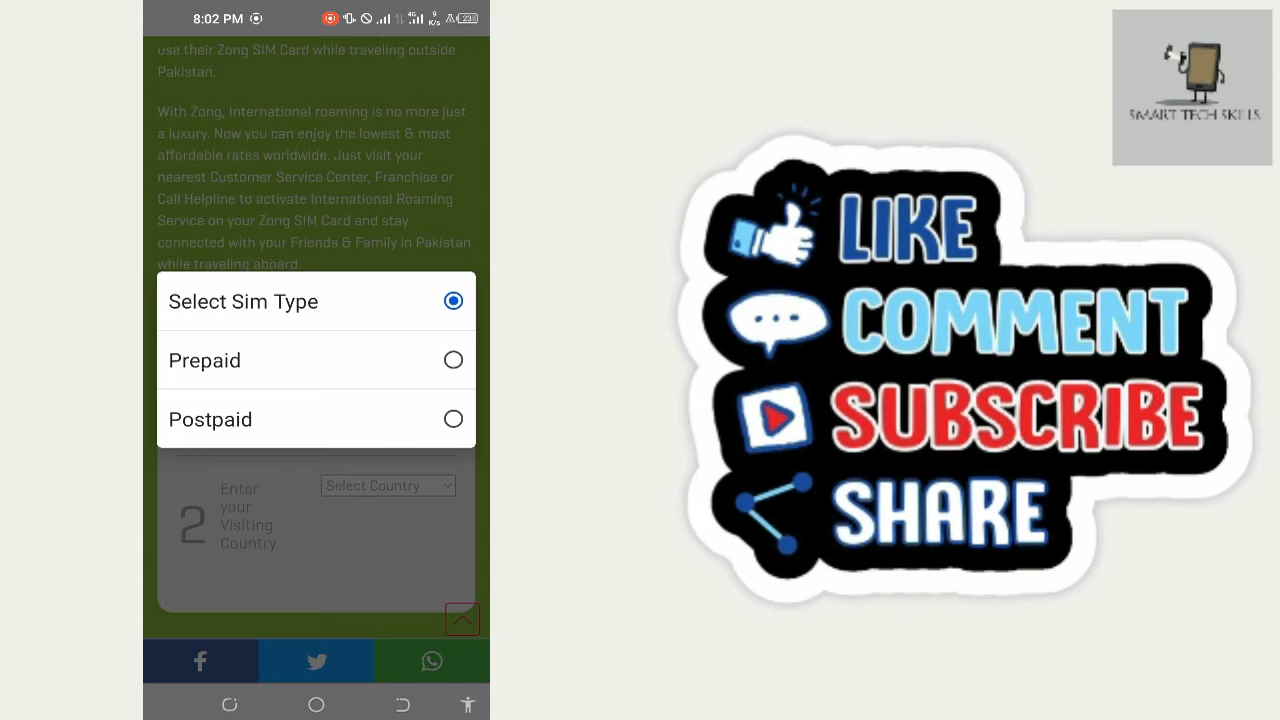 8:02 PM
4G
9
K/s
23
use their Zong SIM Card while traveling outside
Pakistan.
With Zong, International roaming is no more just
a luxury. Now you can enjoy the lowest & most
affordable rates worldwide. Just visit your
nearest Customer Service Center, Franchise or
Call Helpline to activate International Roaming
Service on your Zong SIM Card and stay
connected with your Friends & Family in Pakistan
while traveling aboard.
Select Sim Type
Prepaid
Postpaid
2
Enter
your
Visiting
Country
Select Country
LIKE
COMMENT
SUBSCRIBE
SHARE
SMART TECH SKILLS